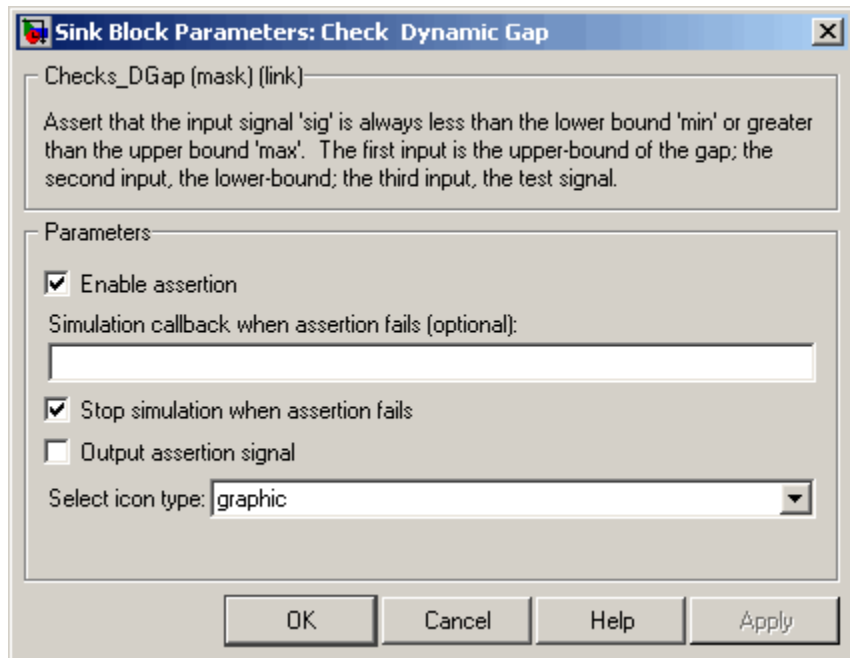 Sink Block Parameters: Check Dynamic Gap
Checks_DGap (mask) (link)
Assert that the input signal 'sig' is always less than the lower bound 'min' or greater
than the upper bound 'max'. The first input is the upper-bound of the gap; the
second input, the lower-bound; the third input, the test signal.
Parameters
Enable assertion
Simulation callback when assertion fails (optional):
Stop simulation when assertion fails
Output assertion signal
Select icon type: graphic
OK Cancel Help Apply